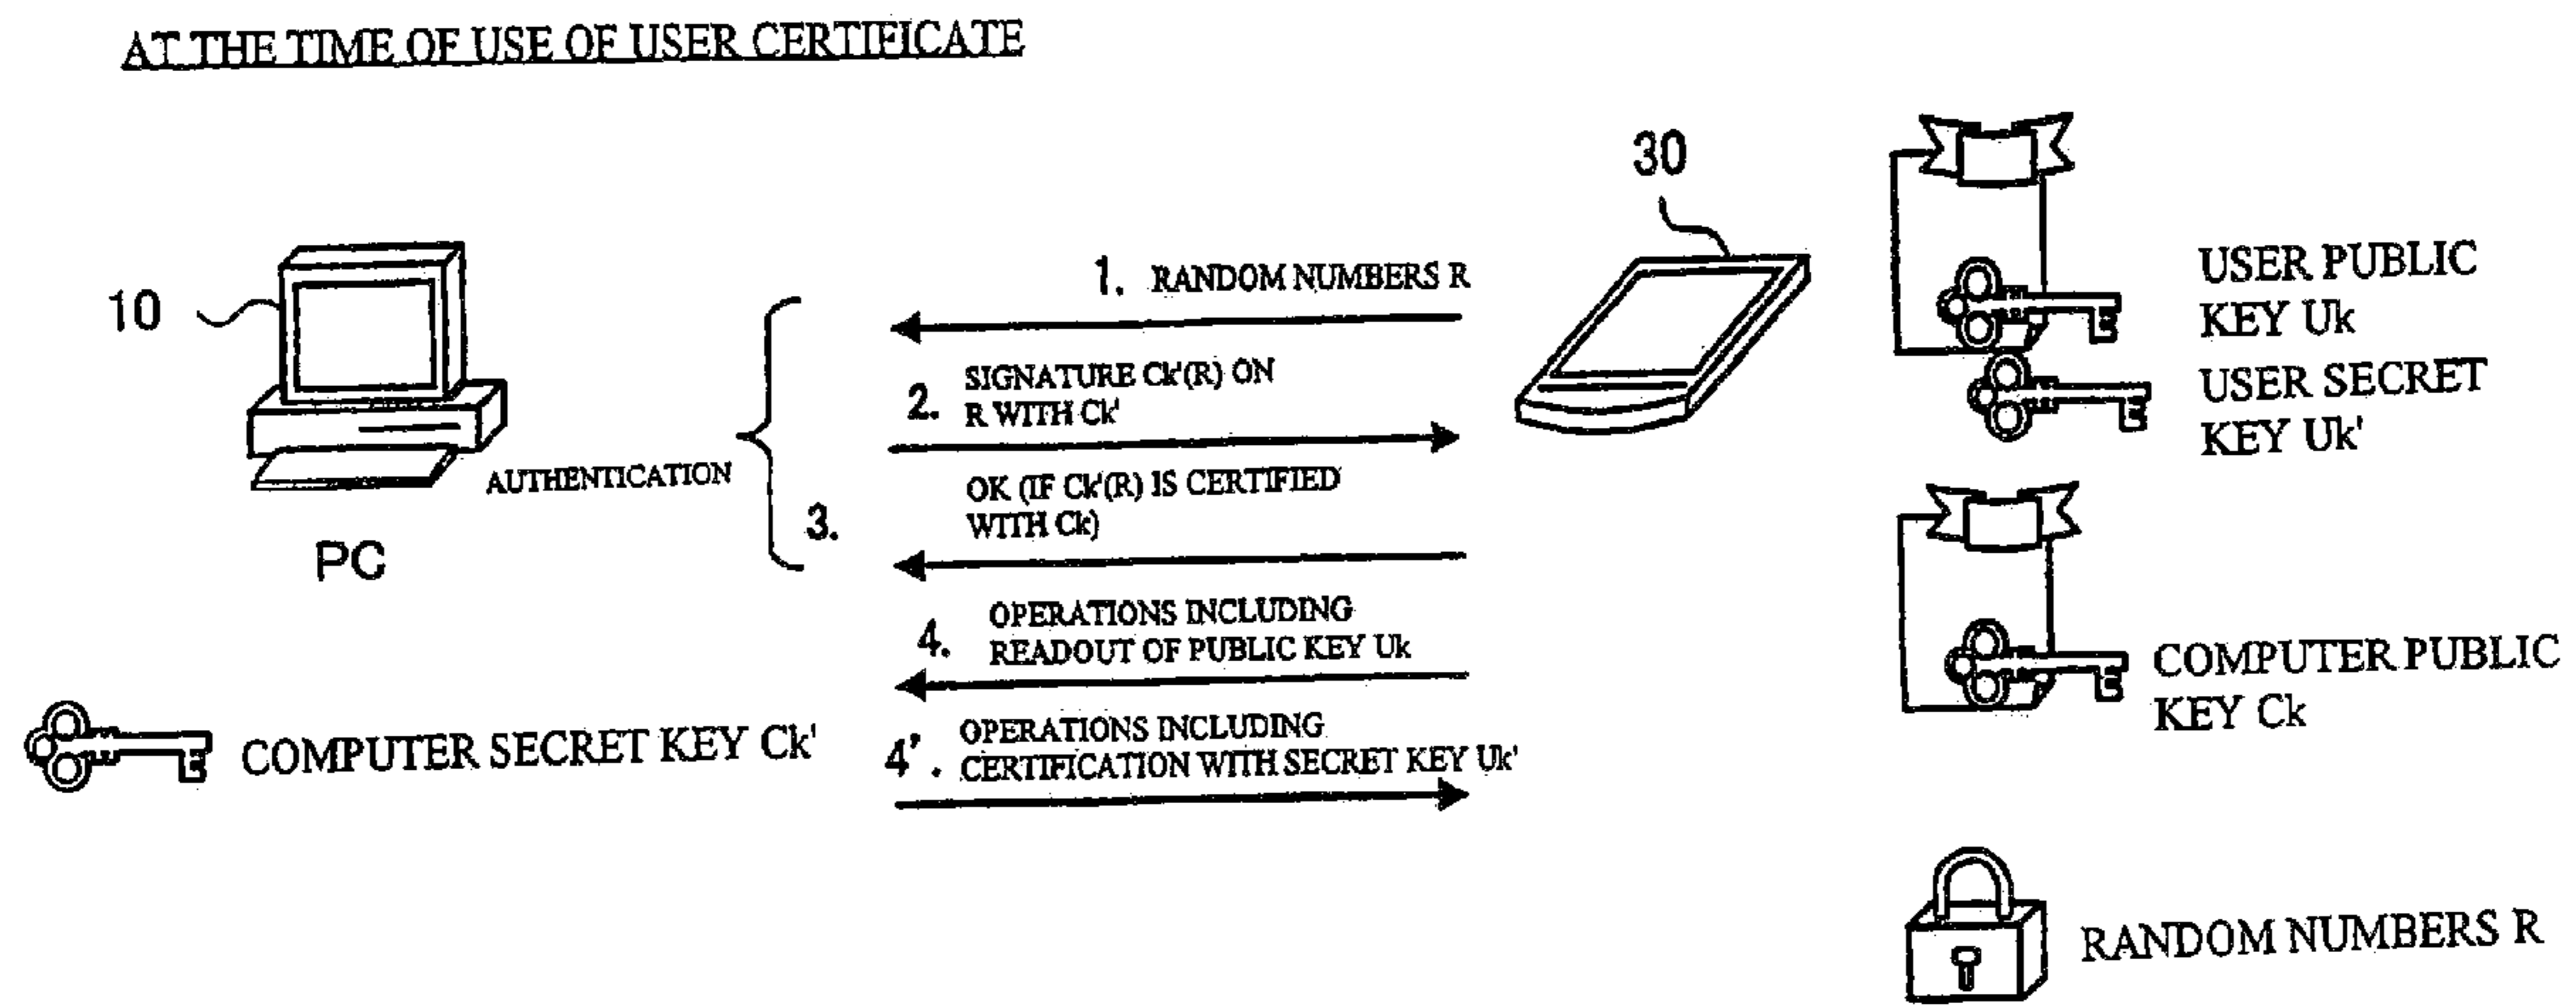 AT THE TIME OF USE OF USER CERTIFICATE
10
PC
AUTHENTICATION
COMPUTER SECRET KEY Ck'
1. RANDOM NUMBERS R
2. SIGNATURE Ck'(R) ON
R WITH Ck'
3. OK (IF Ck'(R) IS CERTIFIED
WITH Ck)
4. OPERATIONS INCLUDING
READOUT OF PUBLIC KEY Uk
4'. OPERATIONS INCLUDING
CERTIFICATION WITH SECRET KEY Uk'
30
USER PUBLIC
KEY Uk
USER SECRET
KEY Uk'
COMPUTER PUBLIC
KEY Ck
RANDOM NUMBERS R